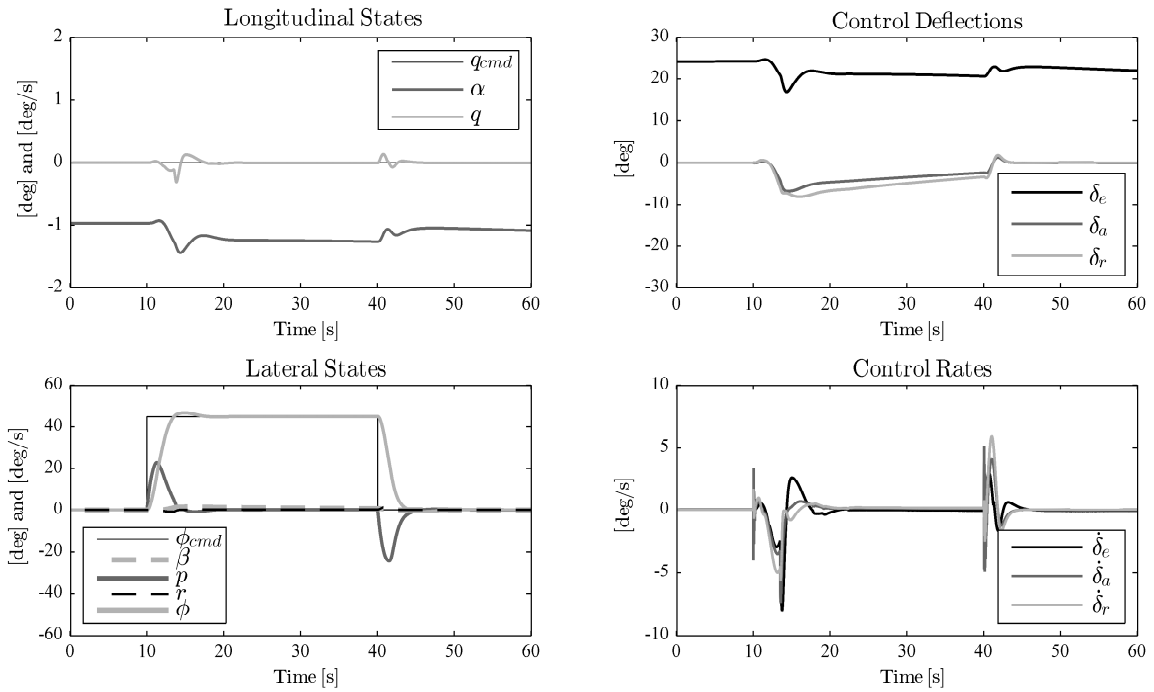 Longitudinal States
2
1
0
-1
-2
[deg] and [deg/s]
q_cmd
α
q
0 10 20 30 40 50 60
Time [s]
Control Deflections
30
20
10
0
-10
-20
-30
[deg]
δ_e
δ_a
δ_r
0 10 20 30 40 50 60
Time [s]
Lateral States
60
40
20
0
-20
-40
-60
[deg] and [deg/s]
ϕ_cmd
β
p
r
ϕ
0 10 20 30 40 50 60
Time [s]
Control Rates
10
5
0
-5
-10
[deg/s]
δ̇_e
δ̇_a
δ̇_r
0 10 20 30 40 50 60
Time [s]